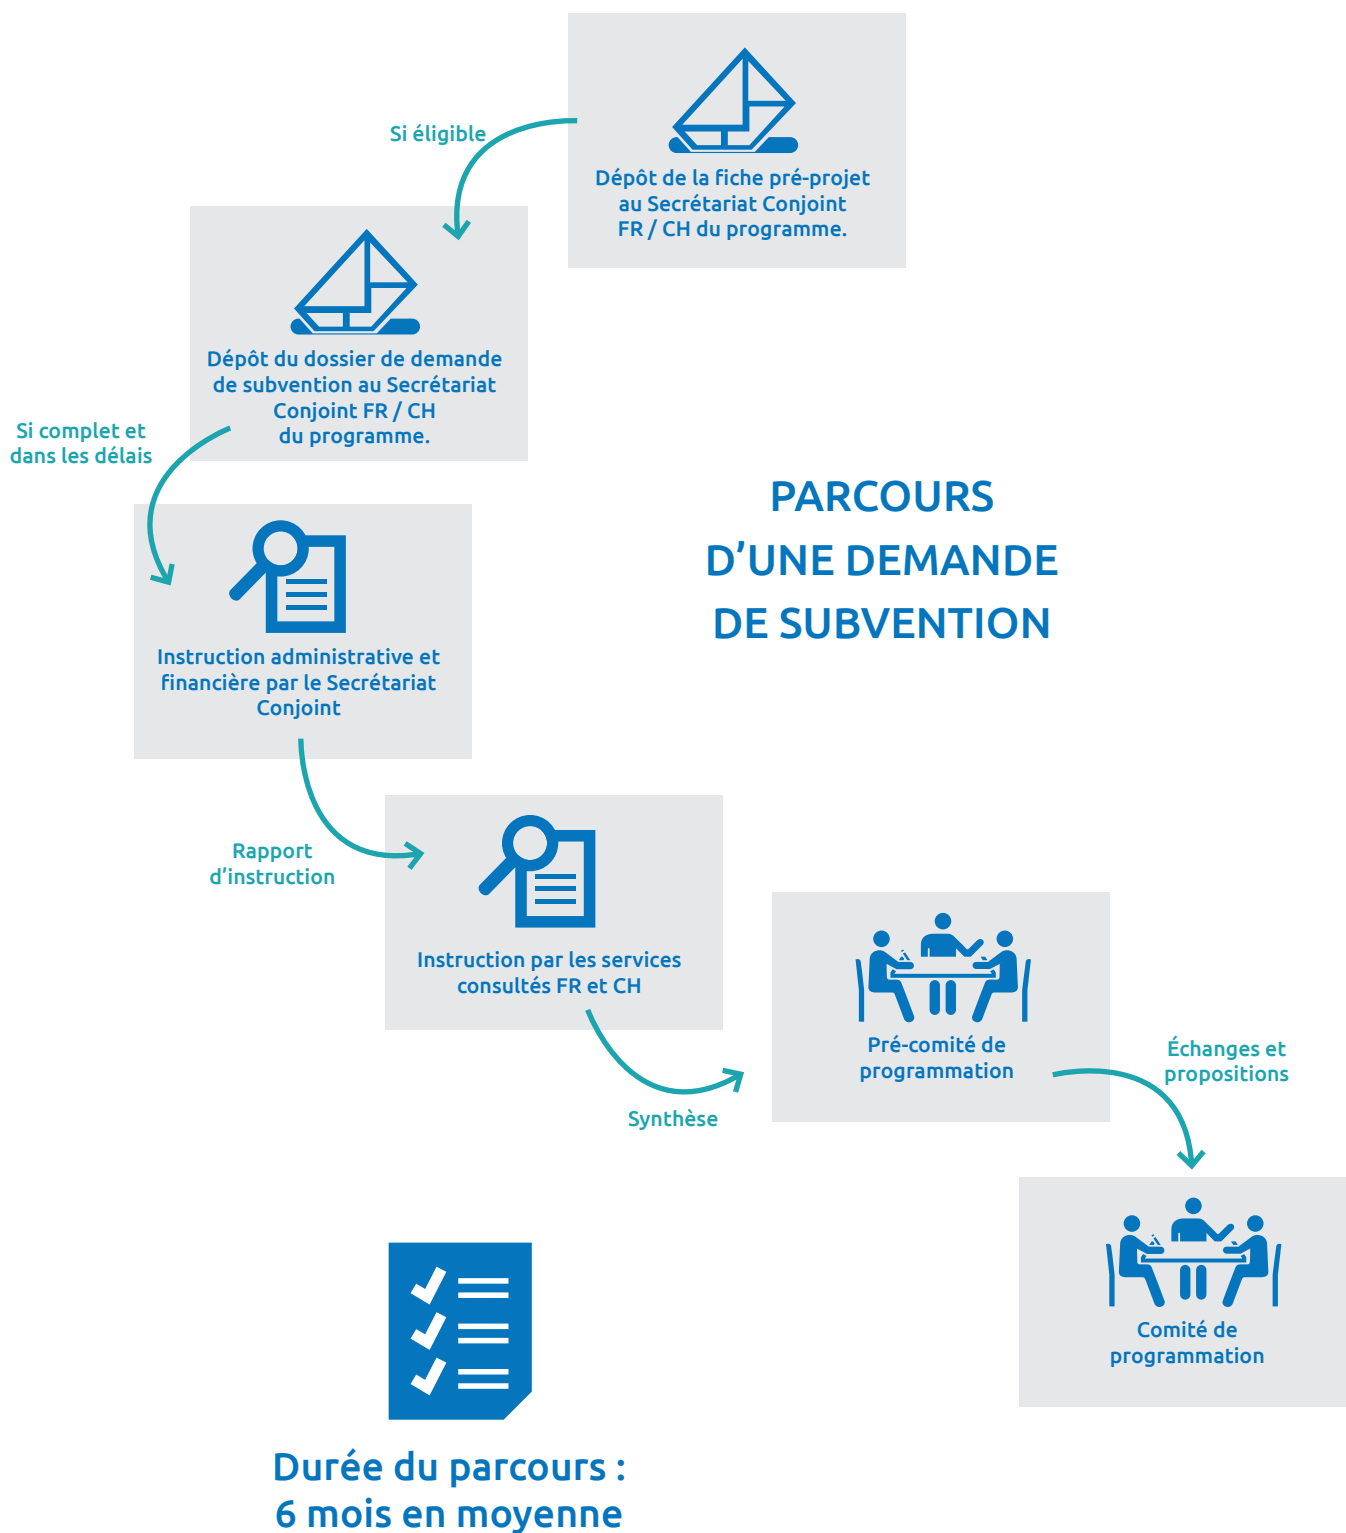 Si éligible
Dépôt de la fiche pré-projet
au Secrétariat Conjoint
FR / CH du programme.
Dépôt du dossier de demande
de subvention au Secrétariat
Conjoint FR / CH
du programme.
Si complet et
dans les délais
PARCOURS
D’UNE DEMANDE
DE SUBVENTION
Instruction administrative et
financière par le Secrétariat
Conjoint
Rapport
d’instruction
Instruction par les services
consultés FR et CH
Synthèse
Pré-comité de
programmation
Échanges et
propositions
Comité de
programmation
Durée du parcours :
6 mois en moyenne